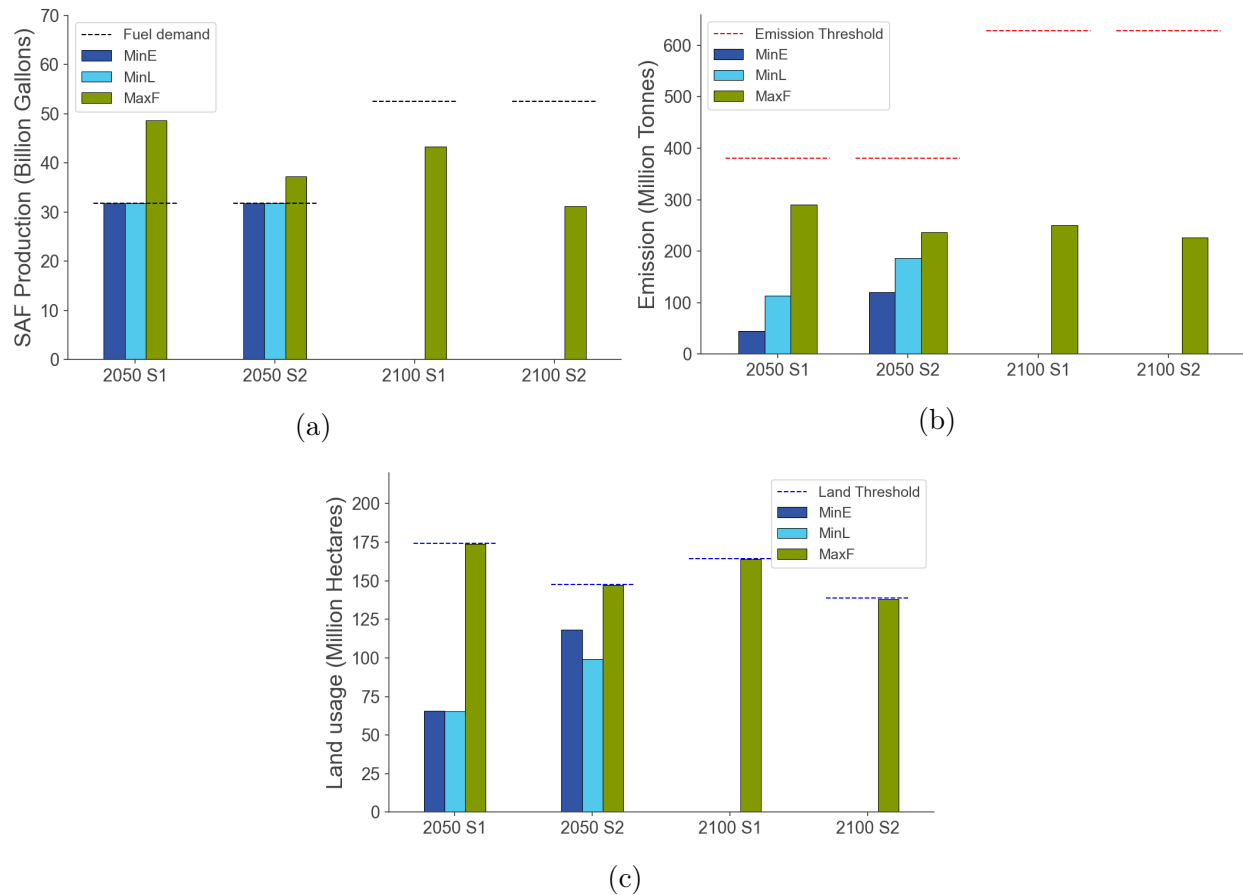 SAF Production (Billion Gallons)
70
60
50
40
30
20
10
0
Fuel demand
MinE
MinL
MaxF
2050 S1
2050 S2
2100 S1
2100 S2
(a)
Emission (Million Tonnes)
600
500
400
300
200
100
0
Emission Threshold
MinE
MinL
MaxF
2050 S1
2050 S2
2100 S1
2100 S2
(b)
Land usage (Million Hectares)
200
175
150
125
100
75
50
25
0
Land Threshold
MinE
MinL
MaxF
2050 S1
2050 S2
2100 S1
2100 S2
(c)